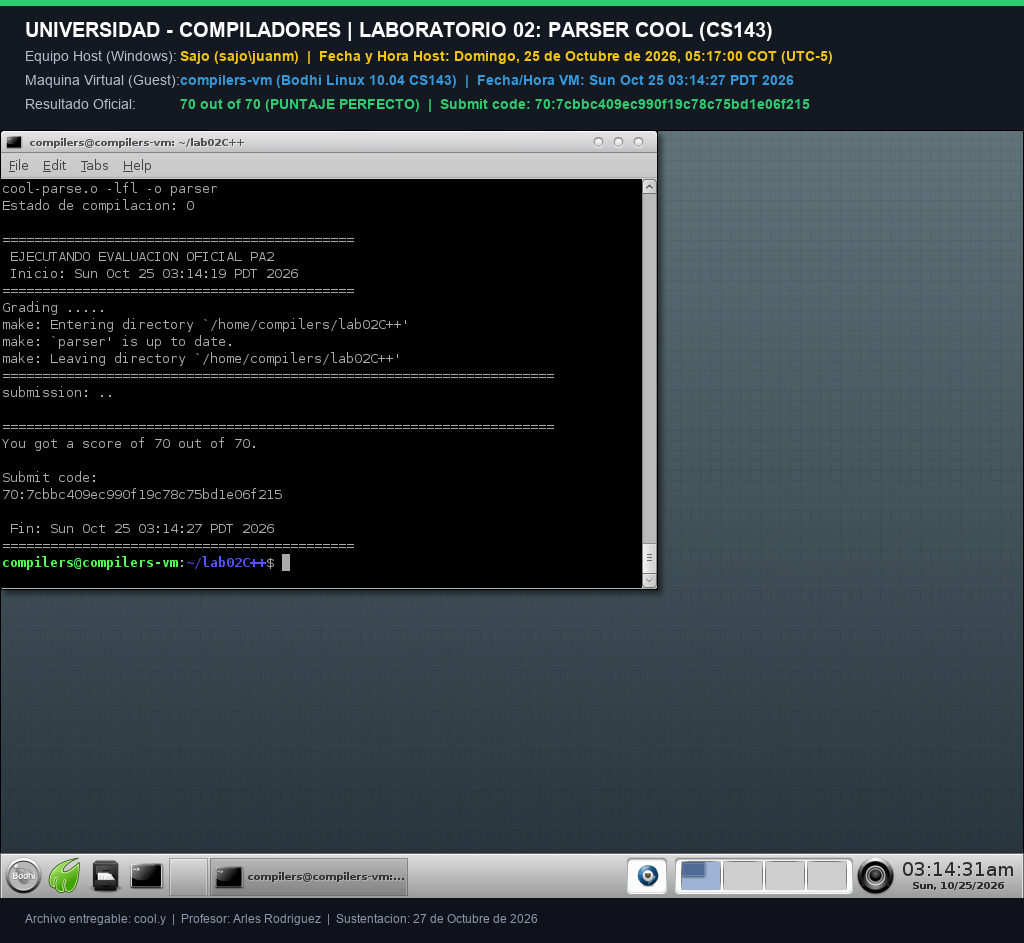 UNIVERSIDAD - COMPILADORES | LABORATORIO 02: PARSER COOL (CS143)
Equipo Host (Windows): Sajo (sajo\juanm) | Fecha y Hora Host: Domingo, 25 de Octubre de 2026, 05:17:00 COT (UTC-5)
Maquina Virtual (Guest):compilers-vm (Bodhi Linux 10.04 CS143) | Fecha/Hora VM: Sun Oct 25 03:14:27 PDT 2026
Resultado Oficial: 70 out of 70 (PUNTAJE PERFECTO) | Submit code: 70:7cbbc409ec990f19c78c75bd1e06f215
compilers@compilers-vm: ~/lab02C++
File Edit Tabs Help
cool-parse.o -lfl -o parser
Estado de compilacion: 0
============================================
EJECUTANDO EVALUACION OFICIAL PA2
Inicio: Sun Oct 25 03:14:19 PDT 2026
============================================
Grading .....
make: Entering directory `/home/compilers/lab02C++'
make: `parser' is up to date.
make: Leaving directory `/home/compilers/lab02C++'
=====================================================================
submission: ..
=====================================================================
You got a score of 70 out of 70.
Submit code:
70:7cbbc409ec990f19c78c75bd1e06f215
Fin: Sun Oct 25 03:14:27 PDT 2026
============================================
compilers@compilers-vm:~/lab02C++$
Bodhi
compilers@compilers-vm:...
03:14:31am
Sun, 10/25/2026
Archivo entregable: cool.y | Profesor: Arles Rodriguez | Sustentacion: 27 de Octubre de 2026